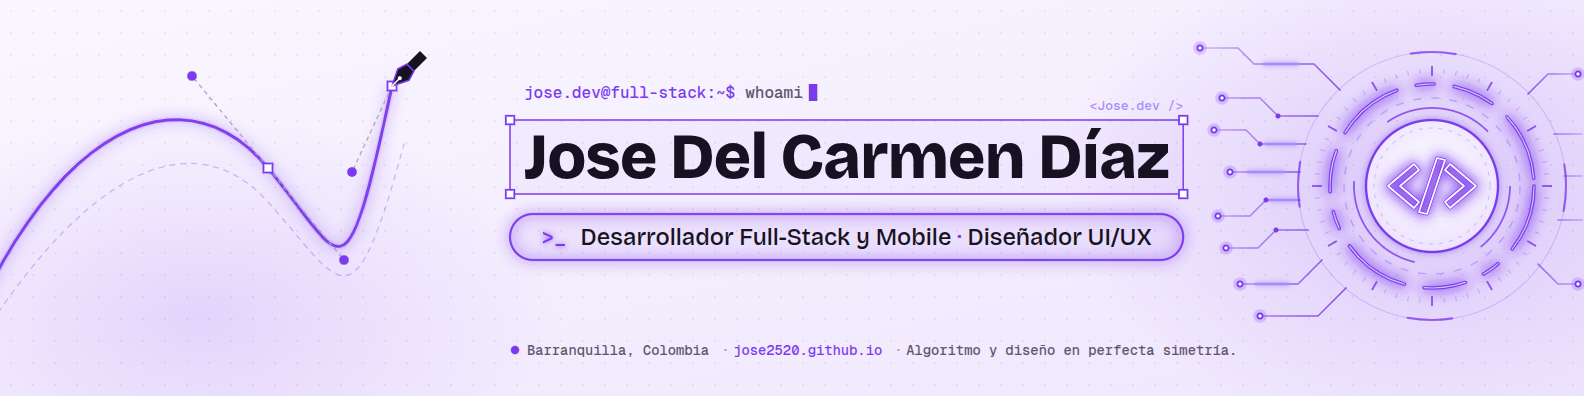 jose.dev@full-stack:~$ whoami
<Jose.dev />
Jose Del Carmen Díaz
>_ Desarrollador Full-Stack y Mobile · Diseñador UI/UX
</>
Barranquilla, Colombia · jose2520.github.io · Algoritmo y diseño en perfecta simetría.